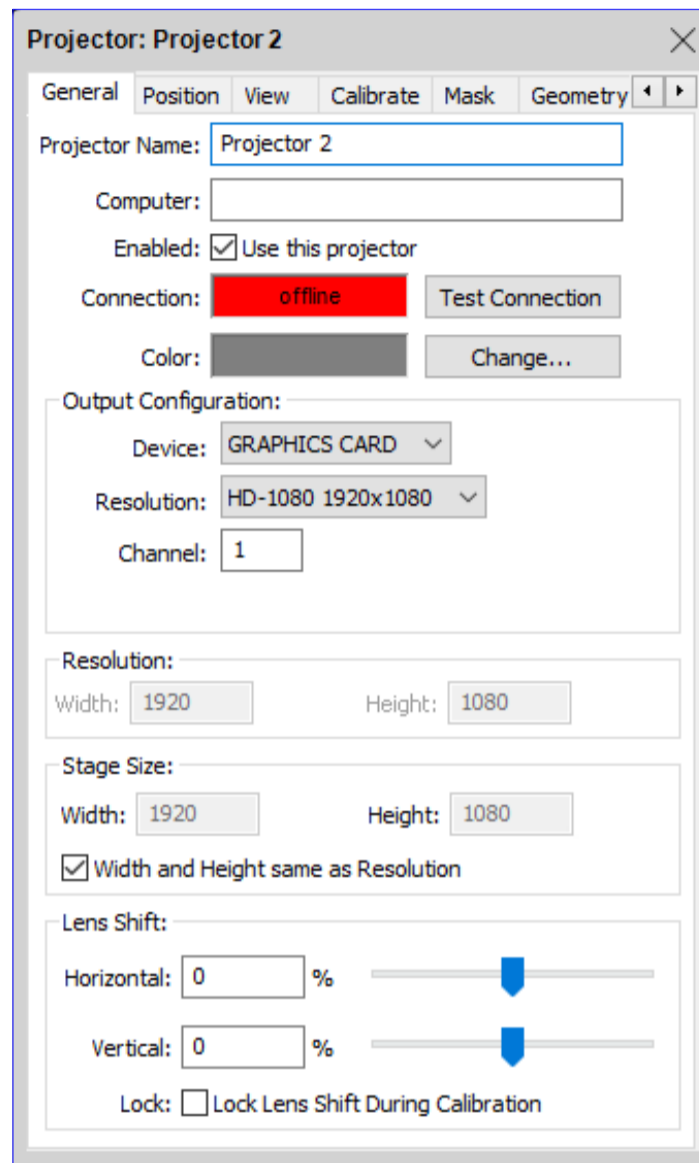 Projector: Projector 2
General Position View Calibrate Mask Geometry
Projector Name: Projector 2
Computer:
Enabled: Use this projector
Connection: offline Test Connection
Color: Change...
Output Configuration:
Device: GRAPHICS CARD
Resolution: HD-1080 1920x1080
Channel: 1
Resolution:
Width: 1920 Height: 1080
Stage Size:
Width: 1920 Height: 1080
Width and Height same as Resolution
Lens Shift:
Horizontal: 0 %
Vertical: 0 %
Lock: Lock Lens Shift During Calibration